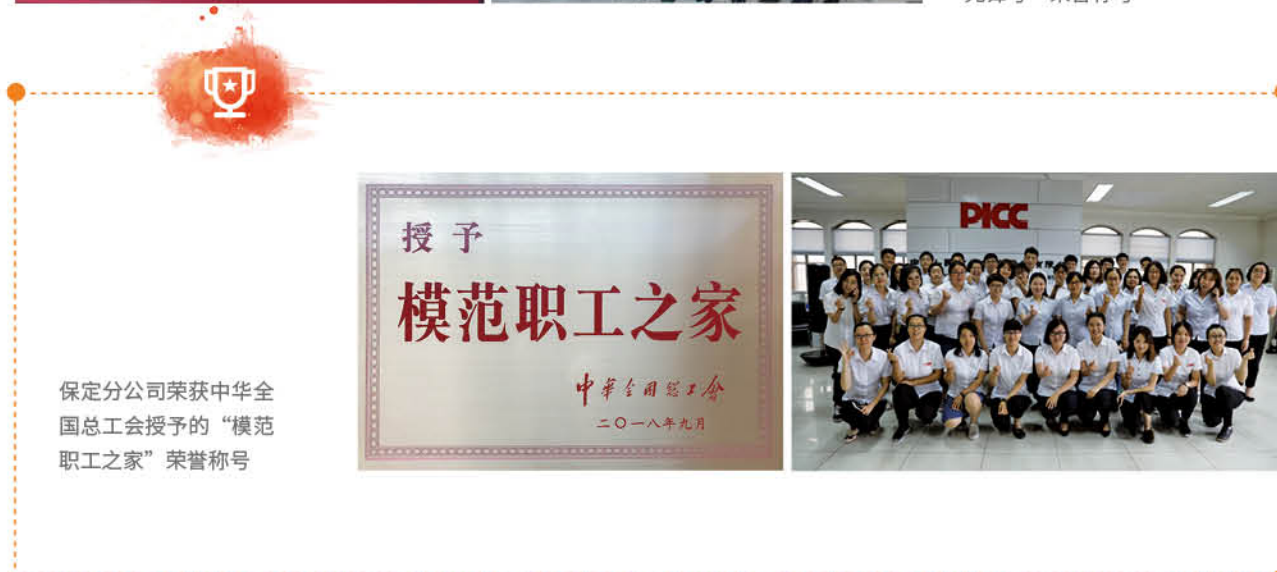 授予
模范职工之家
中华全国总工会
二〇一八年九月
PICC
保定分公司荣获中华全
国总工会授予的“模范
职工之家”荣誉称号